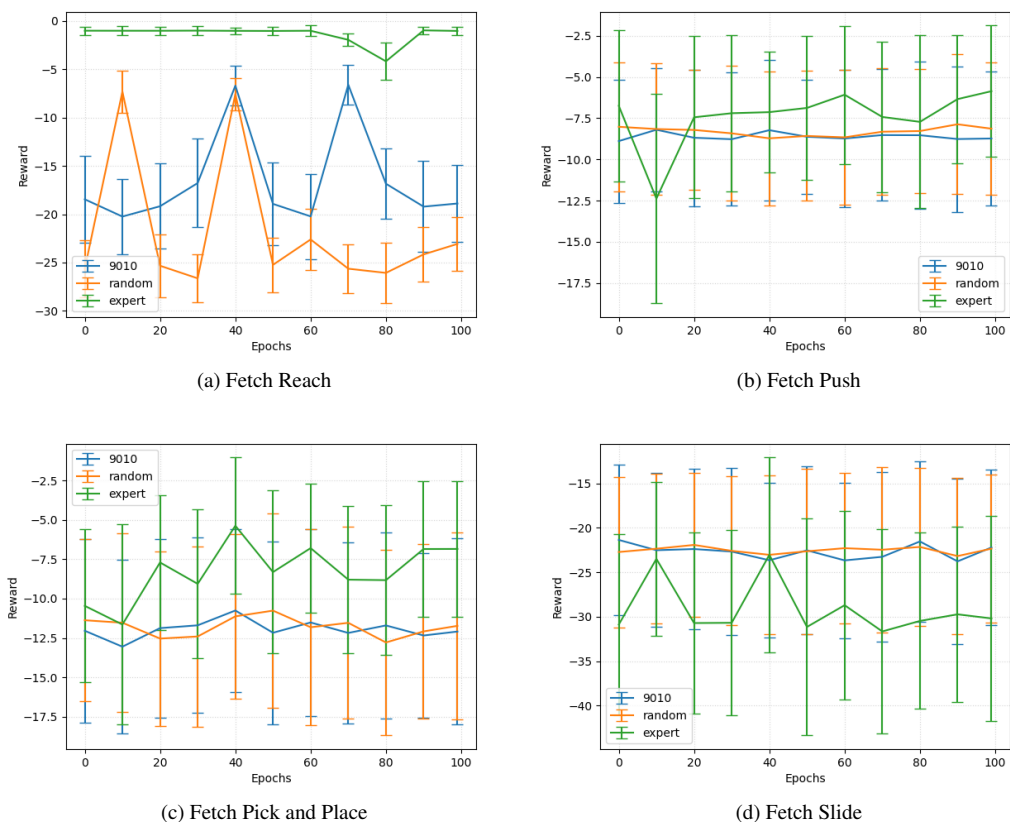 0
−5
−10
−15
−20
−25
−30
Reward
9010
random
expert
0 20 40 60 80 100
Epochs
(a) Fetch Reach
−2.5
−5.0
−7.5
−10.0
−12.5
−15.0
−17.5
Reward
9010
random
expert
0 20 40 60 80 100
Epochs
(b) Fetch Push
−2.5
−5.0
−7.5
−10.0
−12.5
−15.0
−17.5
Reward
9010
random
expert
0 20 40 60 80 100
Epochs
(c) Fetch Pick and Place
−15
−20
−25
−30
−35
−40
Reward
9010
random
expert
0 20 40 60 80 100
Epochs
(d) Fetch Slide